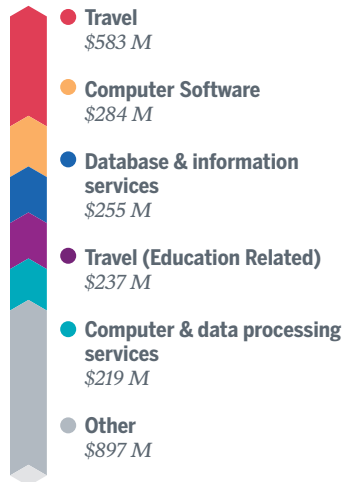 Travel
$583 M
Computer Software
$284 M
Database & information
services
$255 M
Travel (Education Related)
$237 M
Computer & data processing
services
$219 M
Other
$897 M